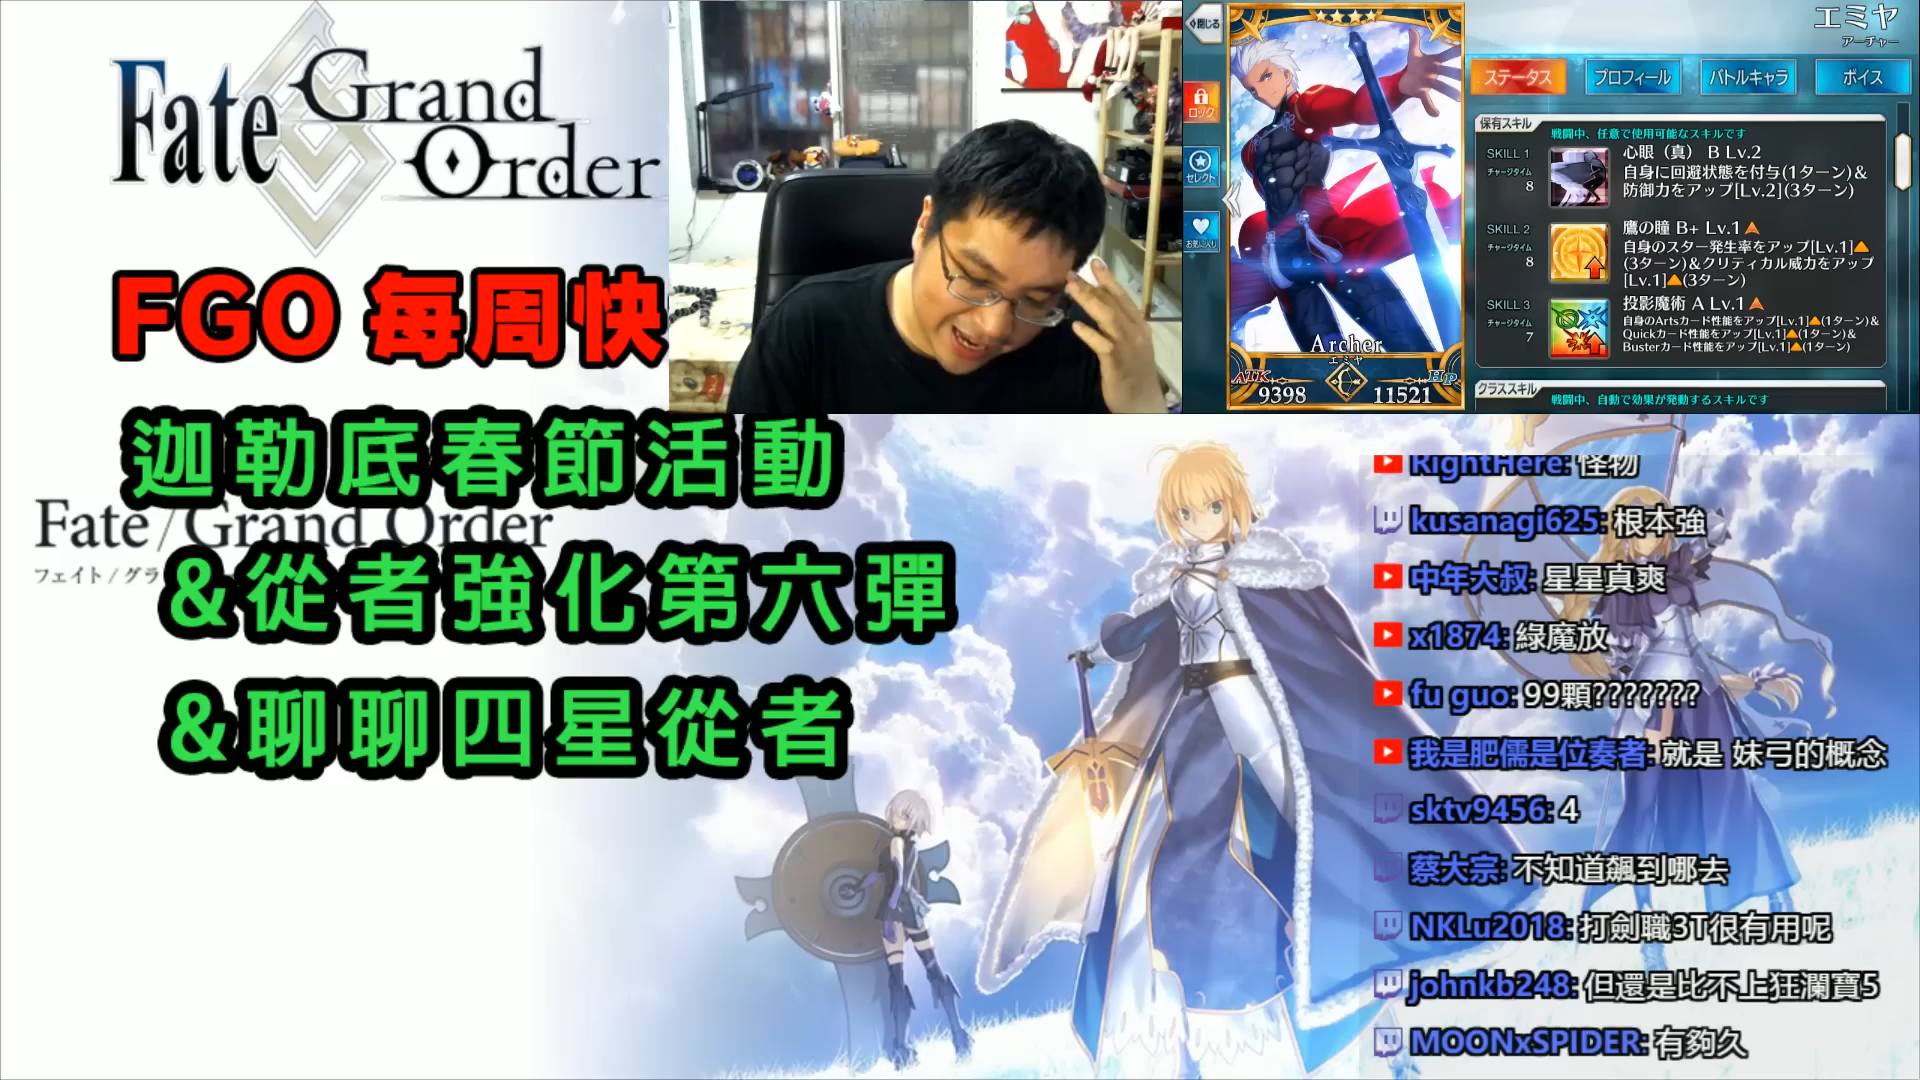 Fate
Grand
Order
FGO 每周快
迦勒底春節活動
Fate/Grand Order
フェイト/グラ
&從者強化第六彈
&聊聊四星從者
閉じる
ロック
セレクト
お気に入り
Archer
エミヤ
ATK
9398
HP
11521
エミヤ
アーチャー
ステータス
プロフィール
バトルキャラ
ボイス
保有スキル
戦闘中、任意で使用可能なスキルです
SKILL 1
チャージタイム
8
心眼（真） B Lv.2
自身に回避状態を付与(1ターン)&
防御力をアップ[Lv.2](3ターン)
SKILL 2
チャージタイム
8
鷹の瞳 B+ Lv.1
自身のスター発生率をアップ[Lv.1]
(3ターン)&クリティカル威力をアップ
[Lv.1](3ターン)
SKILL 3
チャージタイム
7
投影魔術 A Lv.1
自身のArtsカード性能をアップ[Lv.1](1ターン)&
Quickカード性能をアップ[Lv.1](1ターン)&
Busterカード性能をアップ[Lv.1](1ターン)
クラススキル
戦闘中、自動で効果が発動するスキルです
RightHere: 怪物
kusanagi625: 根本強
中年大叔: 星星真爽
x1874: 綠魔放
fu guo: 99顆???????
我是肥儒是位奏者: 就是 妹弓的概念
sktv9456: 4
蔡大宗: 不知道飆到哪去
NKLu2018: 打劍職3T很有用呢
johnkb248: 但還是比不上狂瀾寶5
MOONxSPIDER: 有夠久